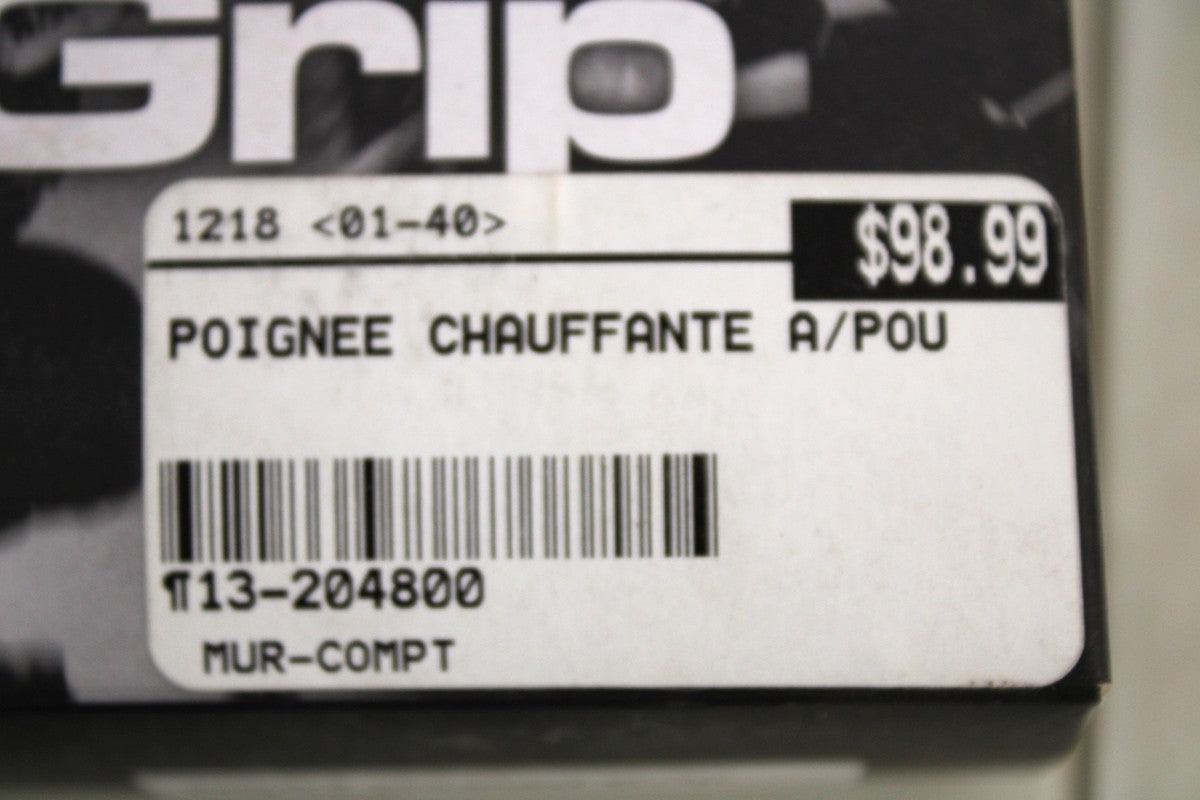 Grip
1218 <01-40>
$98.99
POIGNEE CHAUFFANTE A/POU
¶13-204800
MUR-COMPT